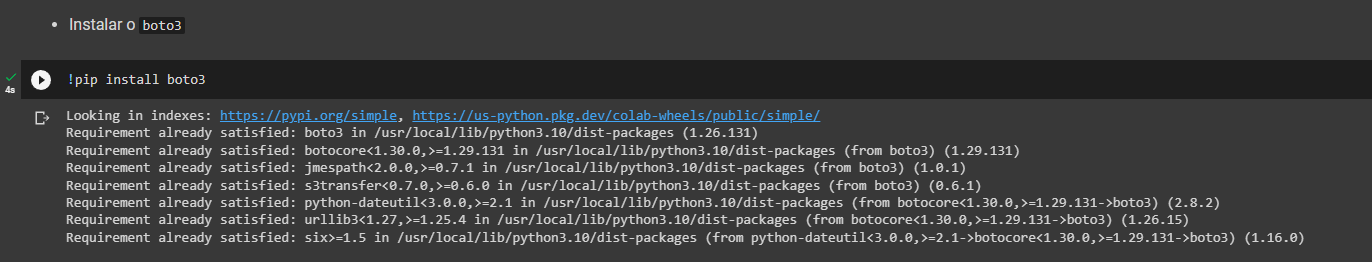 Instalar o boto3
4s
!pip install boto3
Looking in indexes: https://pypi.org/simple, https://us-python.pkg.dev/colab-wheels/public/simple/
Requirement already satisfied: boto3 in /usr/local/lib/python3.10/dist-packages (1.26.131)
Requirement already satisfied: botocore<1.30.0,>=1.29.131 in /usr/local/lib/python3.10/dist-packages (from boto3) (1.29.131)
Requirement already satisfied: jmespath<2.0.0,>=0.7.1 in /usr/local/lib/python3.10/dist-packages (from boto3) (1.0.1)
Requirement already satisfied: s3transfer<0.7.0,>=0.6.0 in /usr/local/lib/python3.10/dist-packages (from boto3) (0.6.1)
Requirement already satisfied: python-dateutil<3.0.0,>=2.1 in /usr/local/lib/python3.10/dist-packages (from botocore<1.30.0,>=1.29.131->boto3) (2.8.2)
Requirement already satisfied: urllib3<1.27,>=1.25.4 in /usr/local/lib/python3.10/dist-packages (from botocore<1.30.0,>=1.29.131->boto3) (1.26.15)
Requirement already satisfied: six>=1.5 in /usr/local/lib/python3.10/dist-packages (from python-dateutil<3.0.0,>=2.1->botocore<1.30.0,>=1.29.131->boto3) (1.16.0)